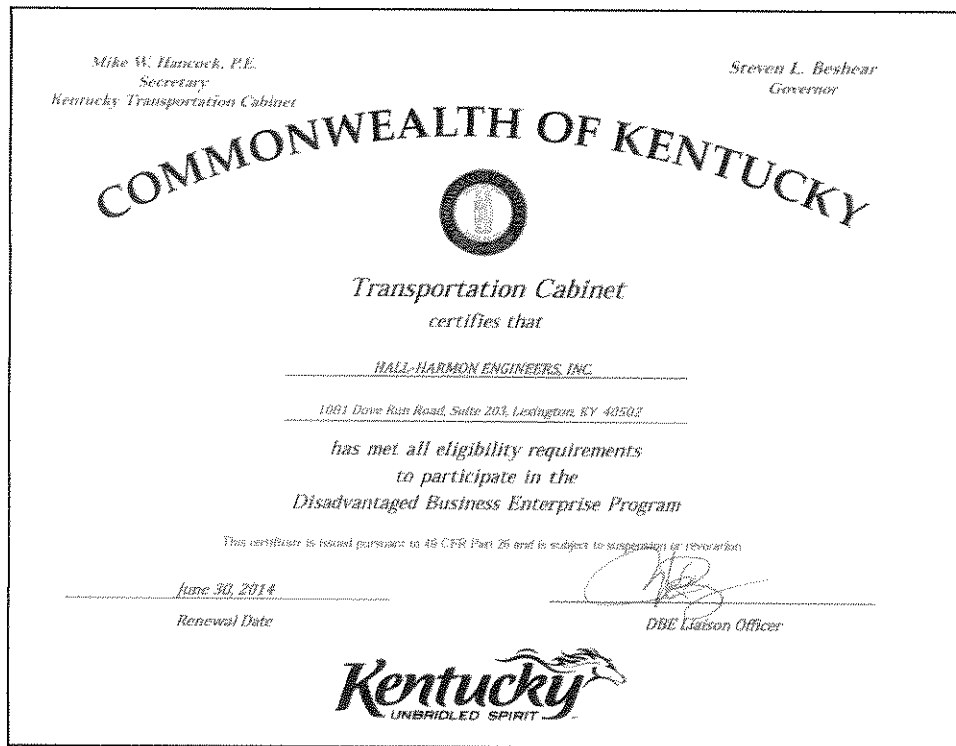 Mike W. Hancock, P.E.
Secretary
Kentucky Transportation Cabinet
Steven L. Beshear
Governor
COMMONWEALTH OF KENTUCKY
Transportation Cabinet
certifies that
HALL-HARMON ENGINEERS, INC.
1081 Dove Run Road, Suite 203, Lexington, KY 40502
has met all eligibility requirements
to participate in the
Disadvantaged Business Enterprise Program
This certificate is issued pursuant to 49 CFR Part 26 and is subject to suspension or revocation
June 30, 2014
Renewal Date
DBE Liaison Officer
Kentucky
UNBRIDLED SPIRIT